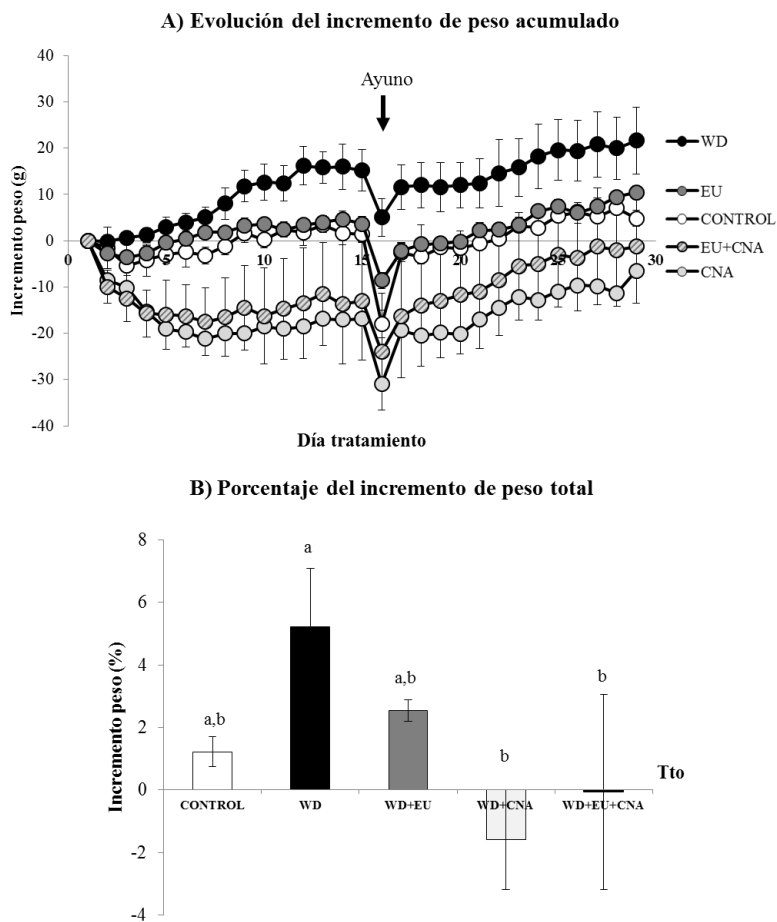 A) Evolución del incremento de peso acumulado
40
30
20
10
0
-10
-20
-30
-40
Incremento peso (g)
Ayuno
0
5
10
15
20
25
30
Día tratamiento
WD
EU
CONTROL
EU+CNA
CNA
B) Porcentaje del incremento de peso total
8
6
4
2
0
-2
-4
Incremento peso (%)
a,b
a
a,b
b
b
CONTROL
WD
WD+EU
WD+CNA
WD+EU+CNA
Tto